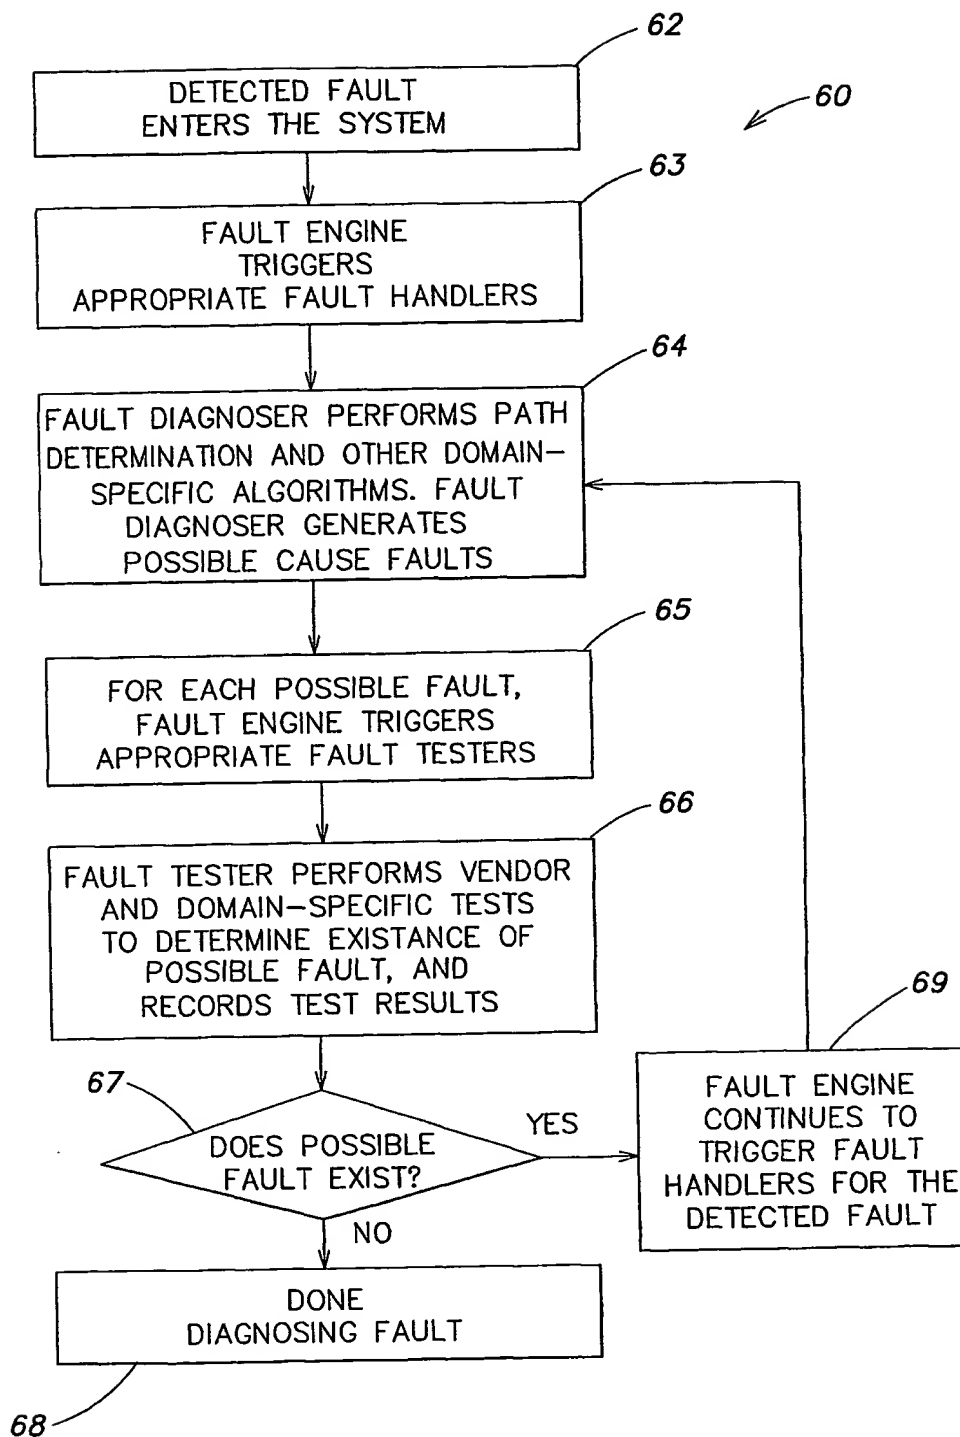 62
DETECTED FAULT
ENTERS THE SYSTEM
60
63
FAULT ENGINE
TRIGGERS
APPROPRIATE FAULT HANDLERS
64
FAULT DIAGNOSER PERFORMS PATH
DETERMINATION AND OTHER DOMAIN-
SPECIFIC ALGORITHMS. FAULT
DIAGNOSER GENERATES
POSSIBLE CAUSE FAULTS
65
FOR EACH POSSIBLE FAULT,
FAULT ENGINE TRIGGERS
APPROPRIATE FAULT TESTERS
66
FAULT TESTER PERFORMS VENDOR
AND DOMAIN-SPECIFIC TESTS
TO DETERMINE EXISTANCE OF
POSSIBLE FAULT, AND
RECORDS TEST RESULTS
67
DOES POSSIBLE
FAULT EXIST?
YES
NO
69
FAULT ENGINE
CONTINUES TO
TRIGGER FAULT
HANDLERS FOR THE
DETECTED FAULT
DONE
DIAGNOSING FAULT
68